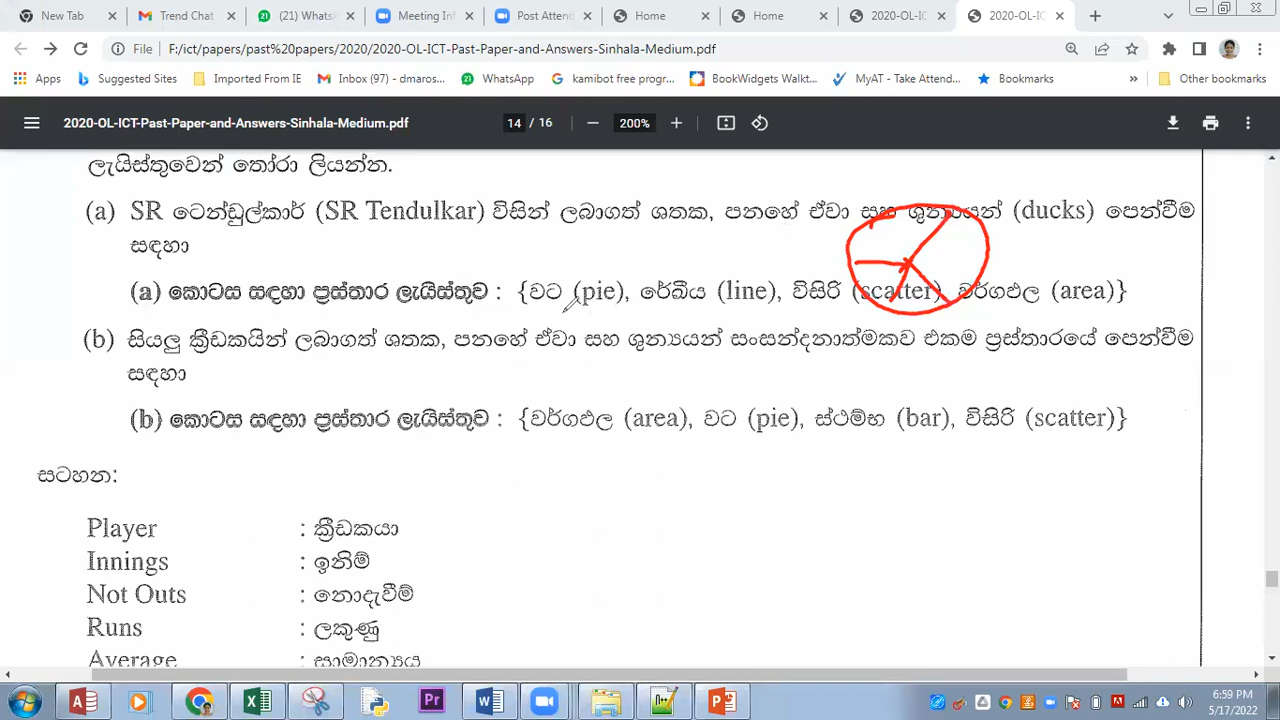 New Tab
Trend Chat
(21) Whats
Meeting Inf
Post Attend
Home
Home
2020-OL-IC
2020-OL-IC
File
F:/ict/papers/past%20papers/2020/2020-OL-ICT-Past-Paper-and-Answers-Sinhala-Medium.pdf
Apps
Suggested Sites
Imported From IE
Inbox (97) - dmaros...
WhatsApp
kamibot free progr...
BookWidgets Walkt...
MyAT - Take Attend...
Bookmarks
»
Other bookmarks
2020-OL-ICT-Past-Paper-and-Answers-Sinhala-Medium.pdf
14 / 16
200%
ලැයිස්තුවෙන් තෝරා ලියන්න.
(a) SR ටෙන්ඩුල්කාර් (SR Tendulkar) විසින් ලබාගත් ශතක, පනහේ ඒවා සහ ශුන්‍යයන් (ducks) පෙන්වීම
සඳහා
(a) කොටස සඳහා ප්‍රස්තාර ලැයිස්තුව : {වට (pie), රේඛීය (line), විසිරි (scatter), වර්ගඵල (area)}
(b) සියලු ක්‍රීඩකයින් ලබාගත් ශතක, පනහේ ඒවා සහ ශුන්‍යයන් සංසන්දනාත්මකව එකම ප්‍රස්තාරයේ පෙන්වීම
සඳහා
(b) කොටස සඳහා ප්‍රස්තාර ලැයිස්තුව : {වර්ගඵල (area), වට (pie), ස්ථම්භ (bar), විසිරි (scatter)}
සටහන:
Player : ක්‍රීඩකයා
Innings : ඉනිම්
Not Outs : නොදැවීම්
Runs : ලකුණු
Average : සාමාන්‍යය
6:59 PM
5/17/2022